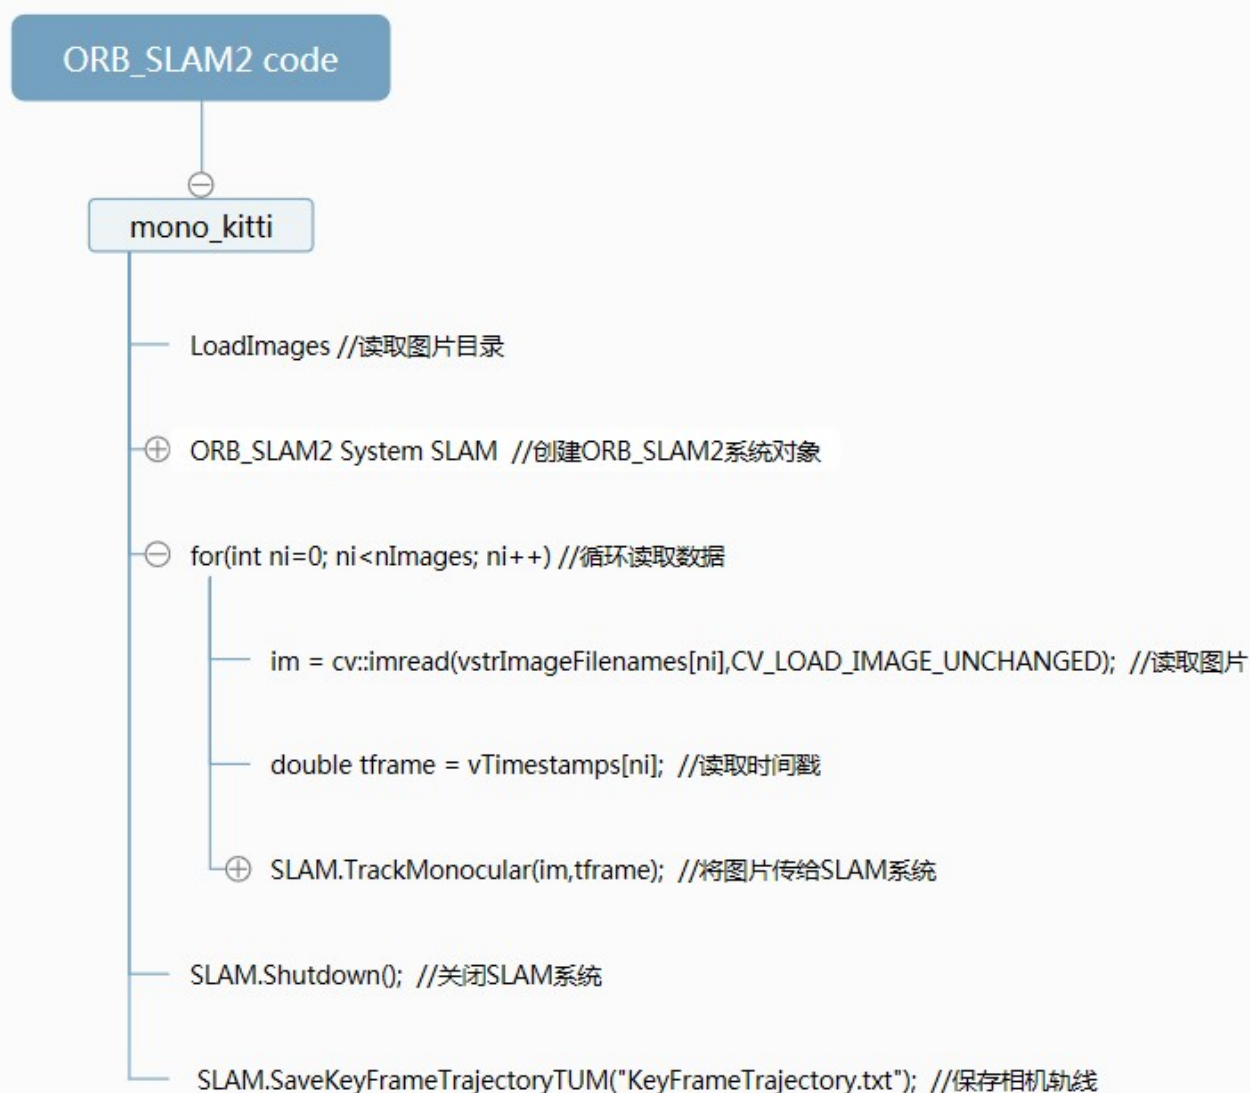 ORB_SLAM2 code
mono_kitti
LoadImages //读取图片目录
ORB_SLAM2 System SLAM  //创建ORB_SLAM2系统对象
for(int ni=0; ni<nImages; ni++) //循环读取数据
im = cv::imread(vstrImageFilenames[ni],CV_LOAD_IMAGE_UNCHANGED);  //读取图片
double tframe = vTimestamps[ni];  //读取时间戳
SLAM.TrackMonocular(im,tframe);  //将图片传给SLAM系统
SLAM.Shutdown();  //关闭SLAM系统
SLAM.SaveKeyFrameTrajectoryTUM("KeyFrameTrajectory.txt");  //保存相机轨线